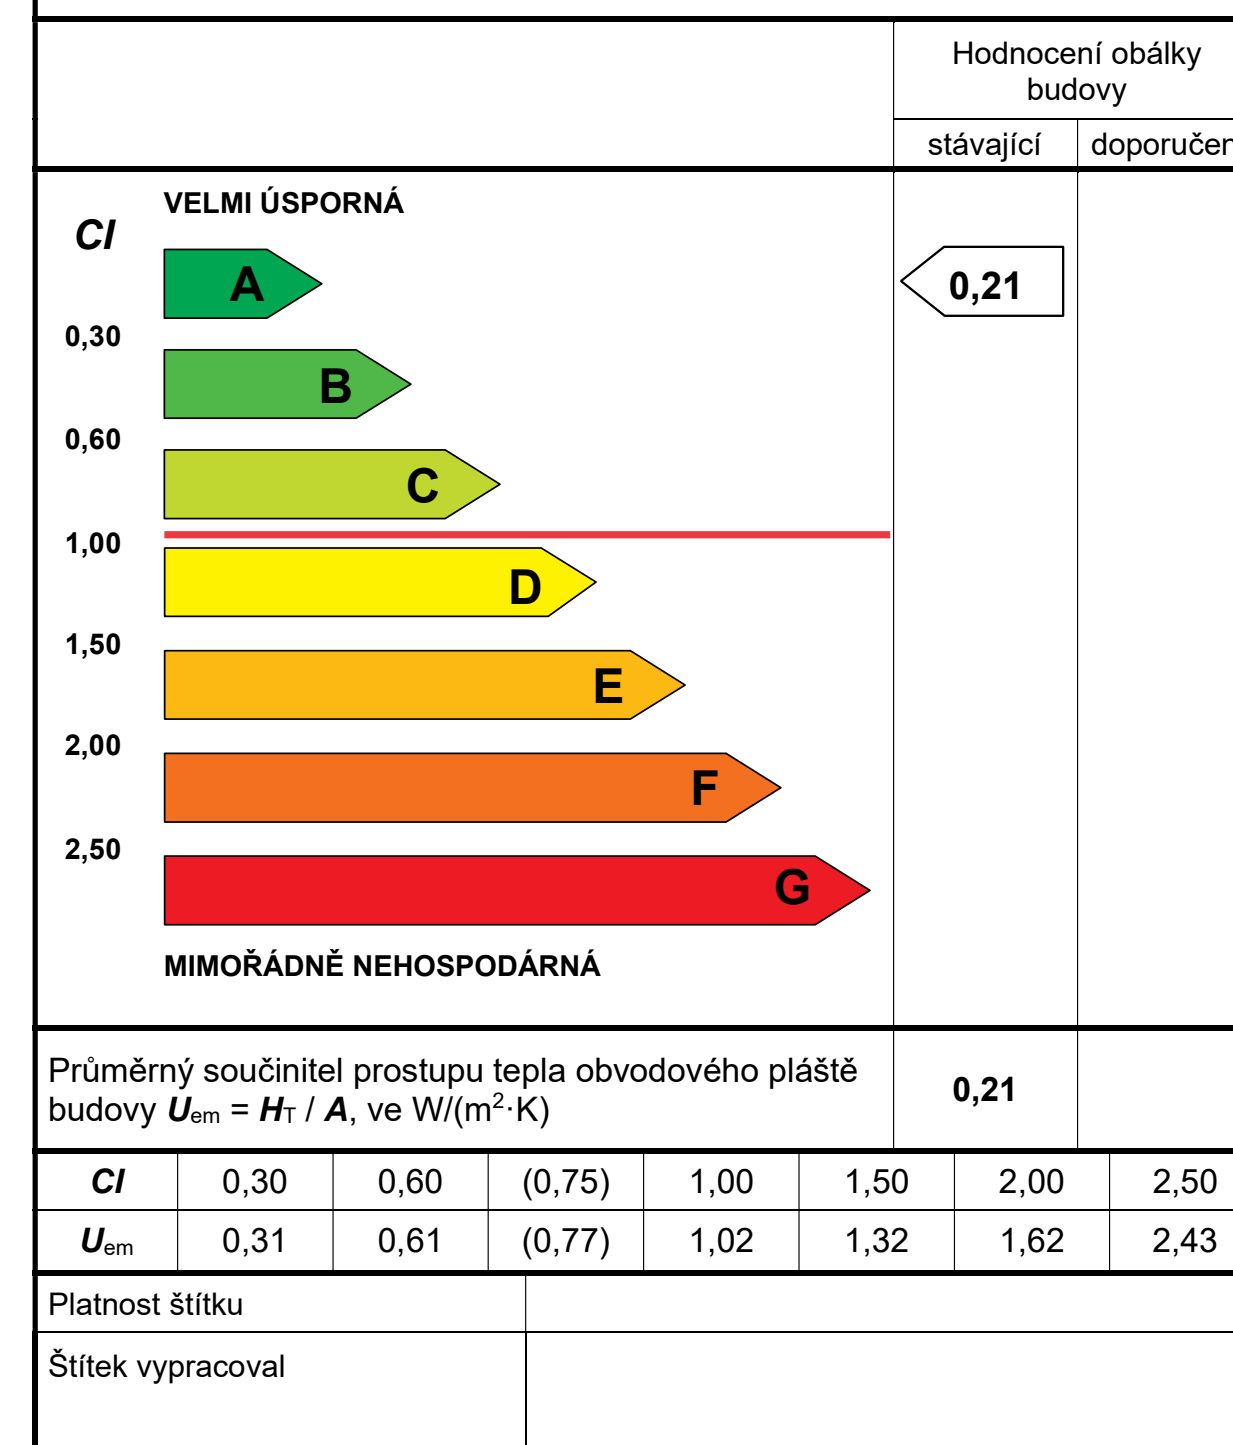 Hodnocení obálky
budovy
stávající doporučen
VELMI ÚSPORNÁ
CI
A 0,21
0,30
B
0,60
C
1,00
D
1,50
E
2,00
F
2,50
G
MIMOŘÁDNĚ NEHOSPODÁRNÁ
Průměrný součinitel prostupu tepla obvodového pláště
budovy Uem = HT / A, ve W/(m2·K) 0,21
CI 0,30 0,60 (0,75) 1,00 1,50 2,00 2,50
Uem 0,31 0,61 (0,77) 1,02 1,32 1,62 2,43
Platnost štítku
Štítek vypracoval